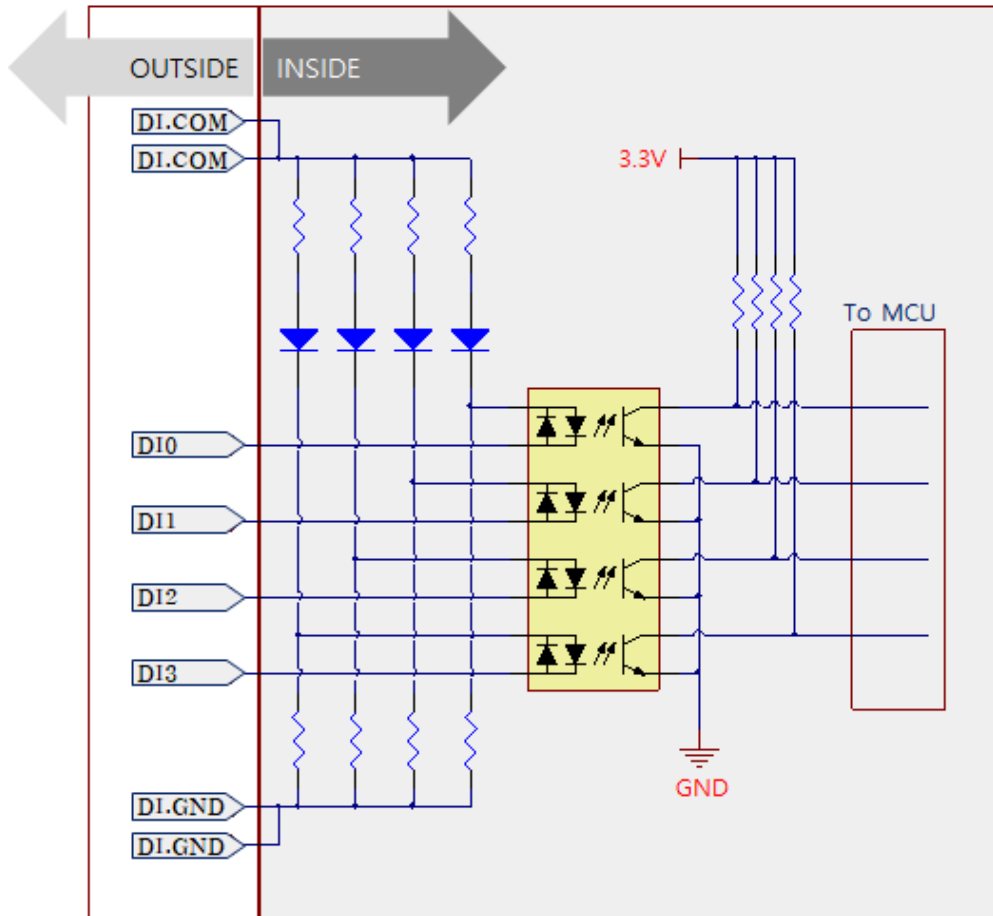 OUTSIDE
INSIDE
DI.COM
DI.COM
3.3V
To MCU
DI0
DI1
DI2
DI3
GND
DI.GND
DI.GND